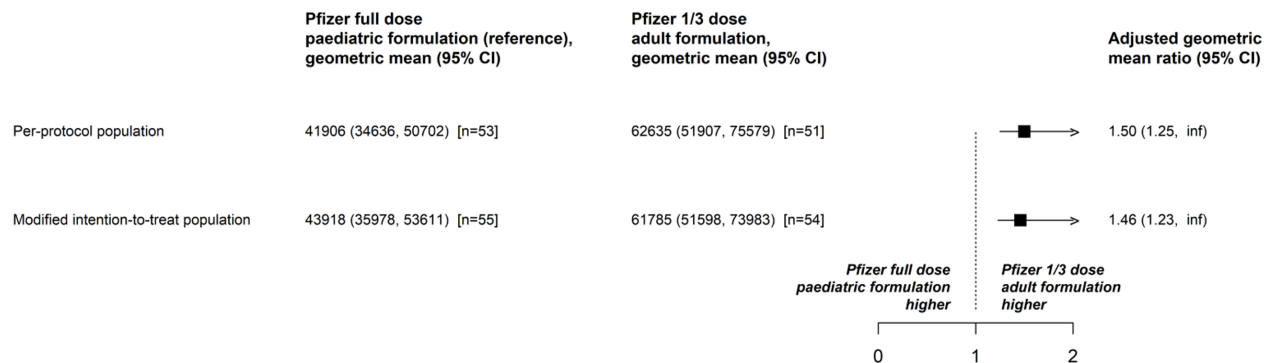 Pfizer full dose
paediatric formulation (reference),
geometric mean (95% CI)
Pfizer 1/3 dose
adult formulation,
geometric mean (95% CI)
Adjusted geometric
mean ratio (95% CI)
Per-protocol population 41906 (34636, 50702) [n=53] 62635 (51907, 75579) [n=51] 1.50 (1.25, inf)
Modified intention-to-treat population 43918 (35978, 53611) [n=55] 61785 (51598, 73983) [n=54] 1.46 (1.23, inf)
Pfizer full dose
paediatric formulation
higher
Pfizer 1/3 dose
adult formulation
higher
0 1 2